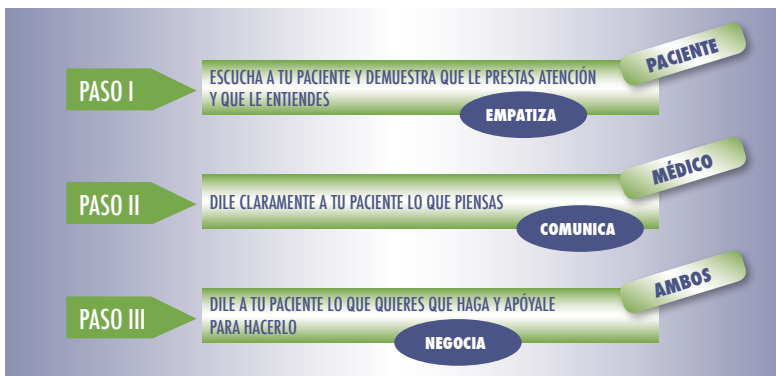 PACIENTE
PASO I
ESCUCHA A TU PACIENTE Y DEMUESTRA QUE LE PRESTAS ATENCIÓN
Y QUE LE ENTIENDES
EMPATIZA
MÉDICO
PASO II
DILE CLARAMENTE A TU PACIENTE LO QUE PIENSAS
COMUNICA
AMBOS
PASO III
DILE A TU PACIENTE LO QUE QUIERES QUE HAGA Y APÓYALE
PARA HACERLO
NEGOCIA